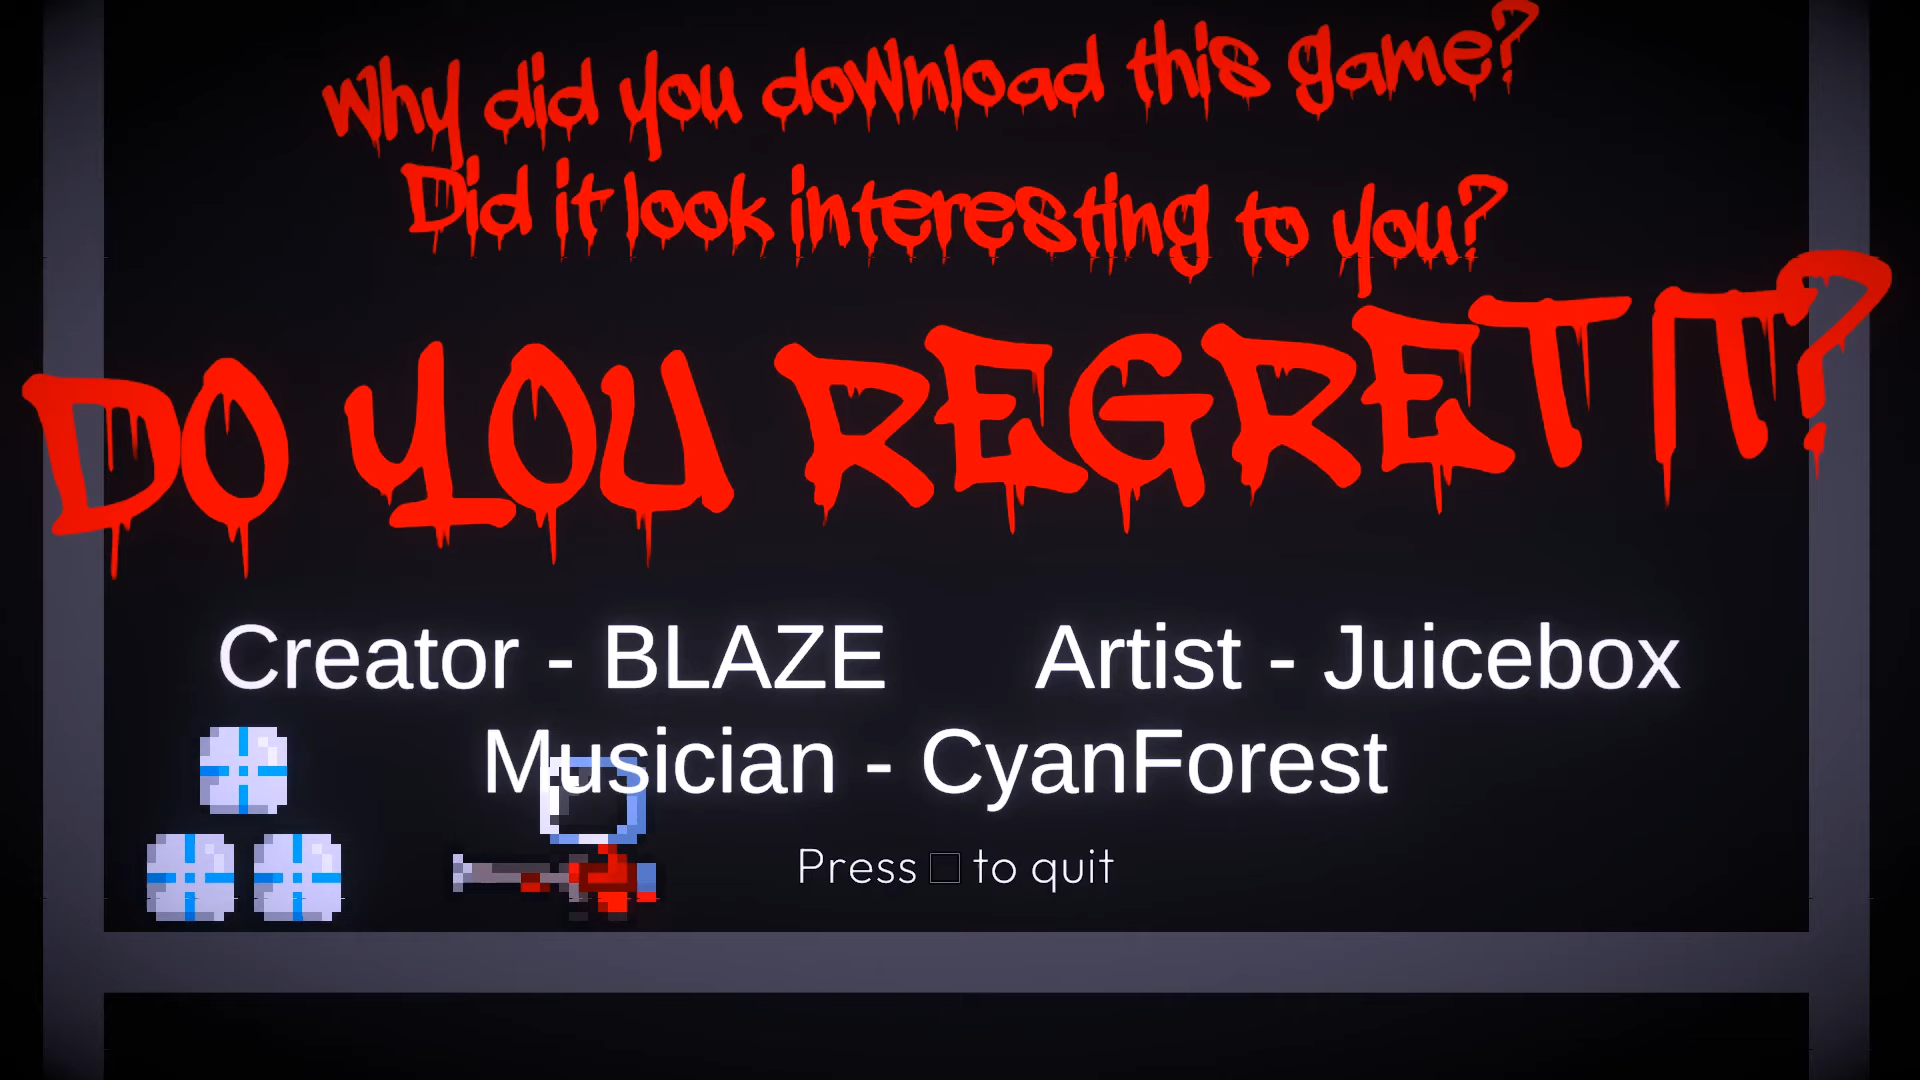 Why did you download this game?
Did it look interesting to you?
DO YOU REGRET IT?
Creator - BLAZE Artist - Juicebox
Musician - CyanForest
Press □ to quit